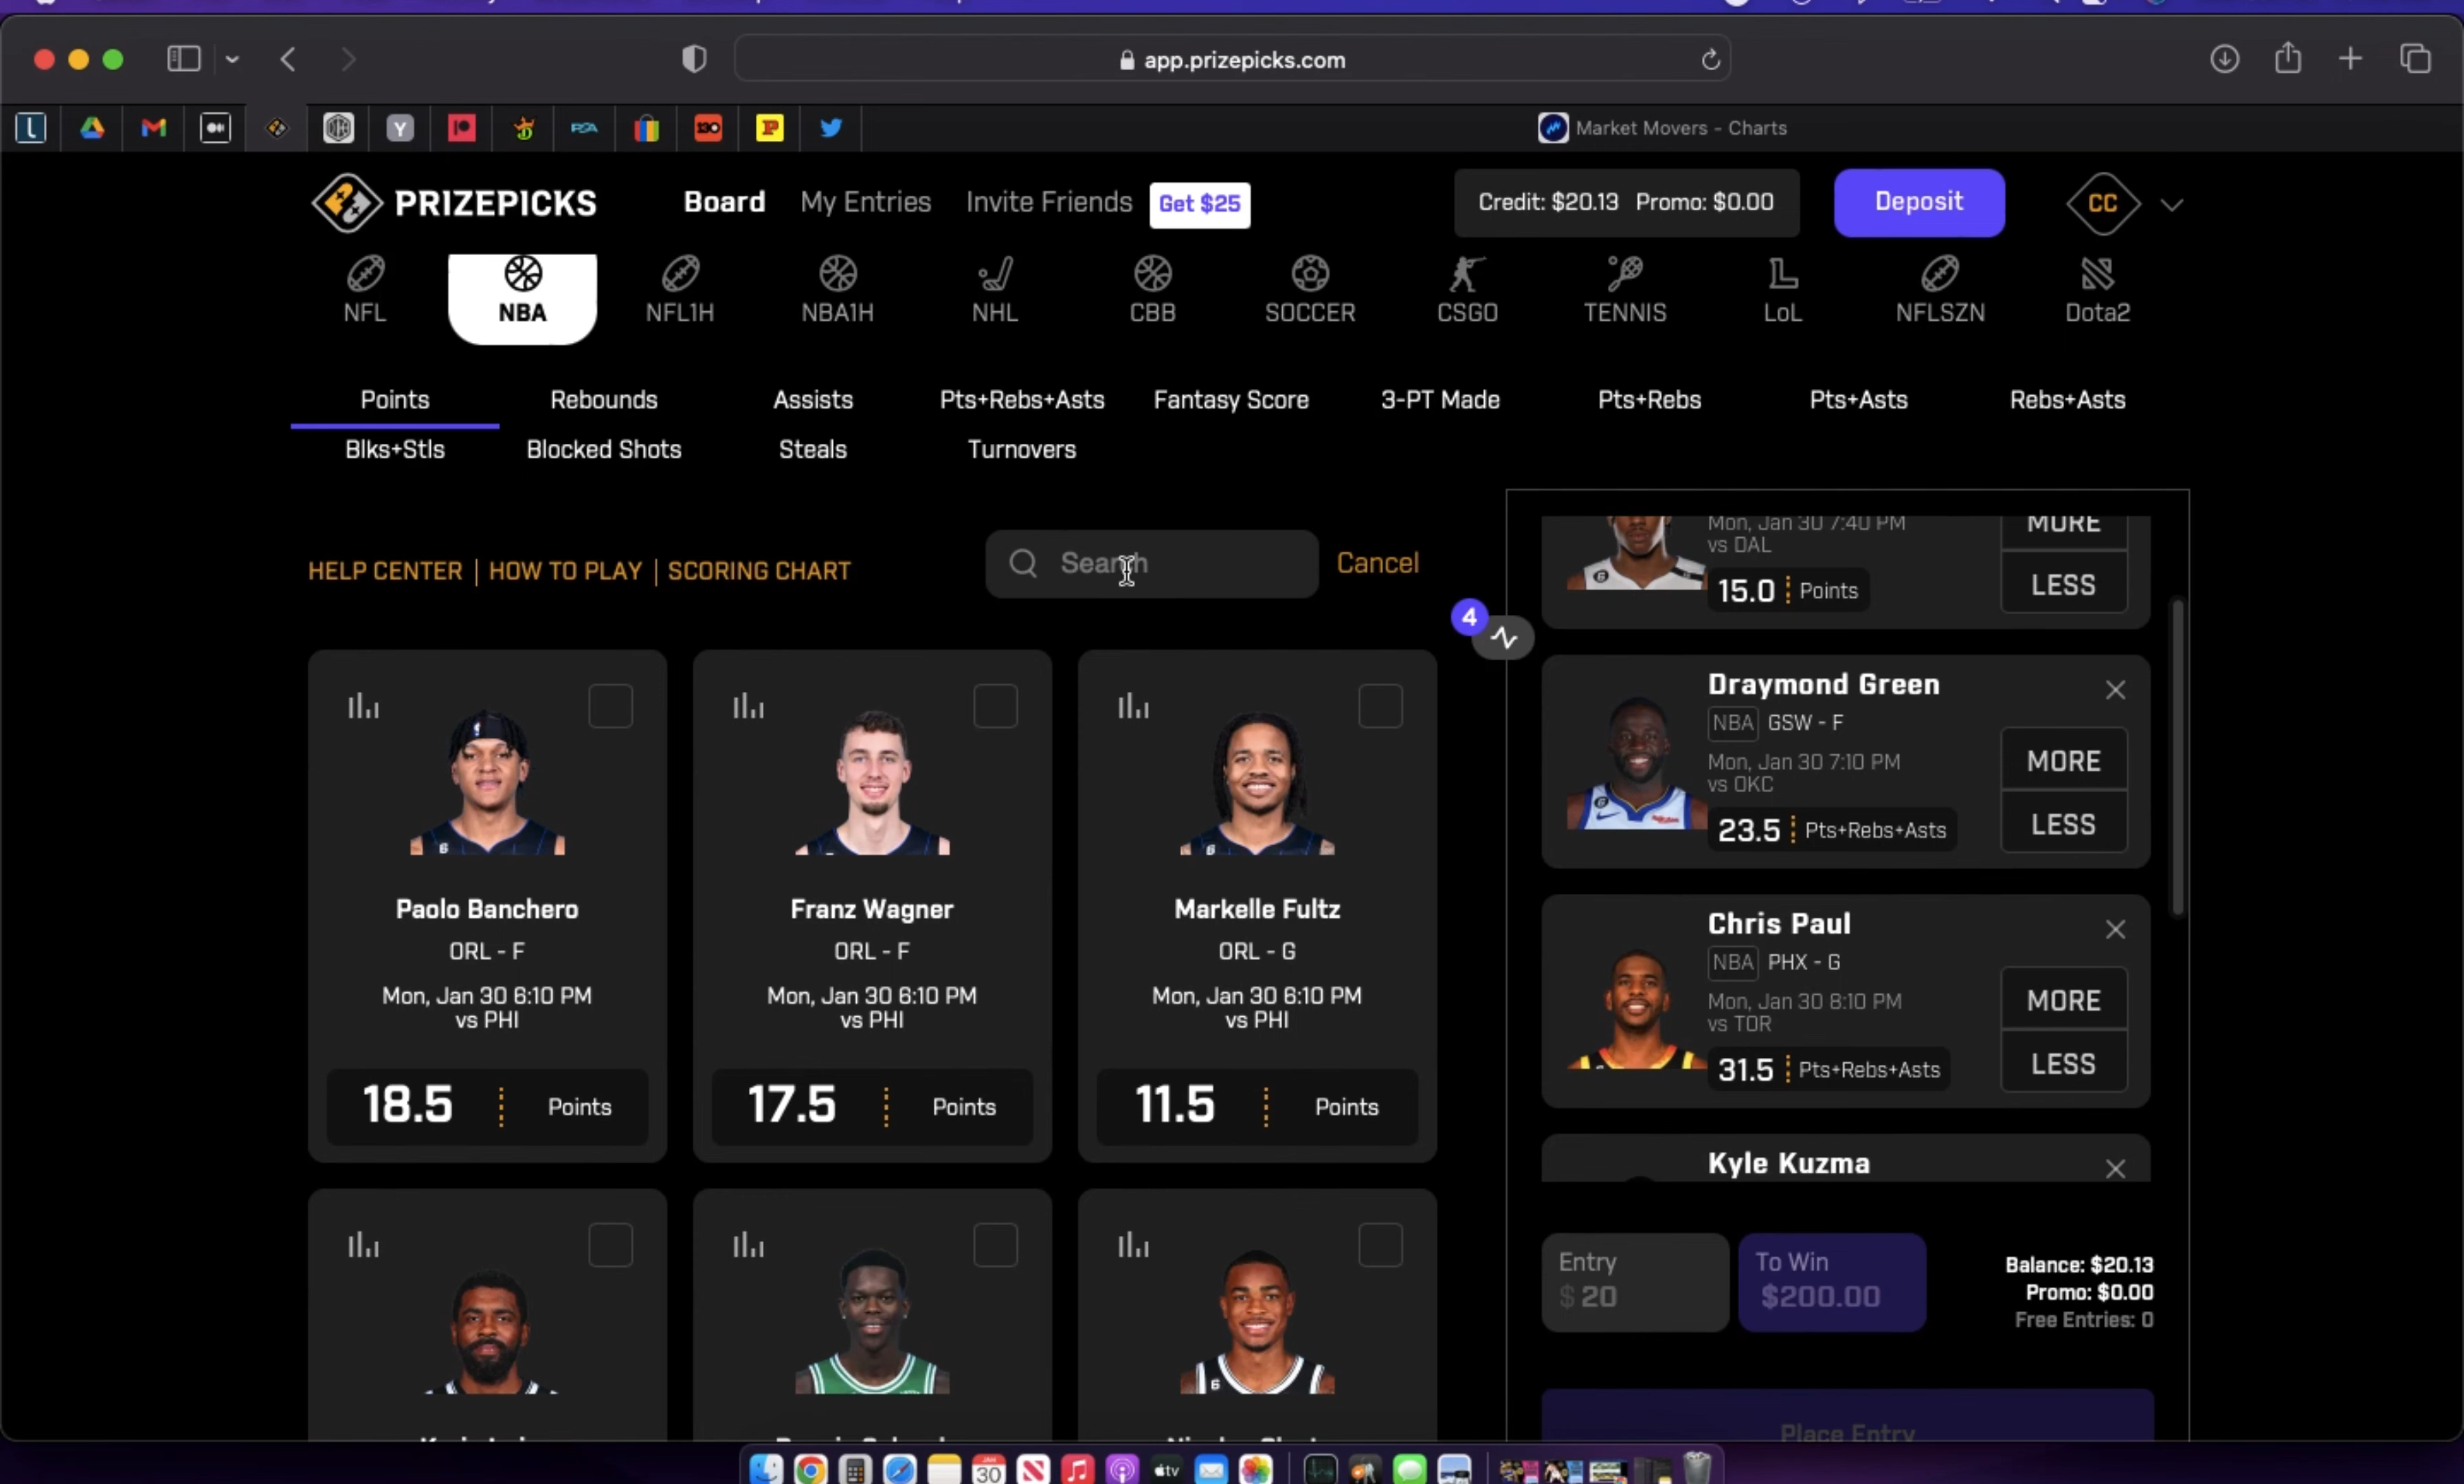 app.prizepicks.com
Market Movers - Charts
PRIZEPICKS
Board
My Entries
Invite Friends
Get $25
Credit: $20.13 Promo: $0.00
Deposit
CC
NFL
NBA
NFL1H
NBA1H
NHL
CBB
SOCCER
CSGO
TENNIS
LoL
NFLSZN
Dota2
Points
Rebounds
Assists
Pts+Rebs+Asts
Fantasy Score
3-PT Made
Pts+Rebs
Pts+Asts
Rebs+Asts
Blks+Stls
Blocked Shots
Steals
Turnovers
HELP CENTER | HOW TO PLAY | SCORING CHART
Search
Cancel
4
Paolo Banchero
ORL - F
Mon, Jan 30 6:10 PM
vs PHI
18.5 Points
Franz Wagner
ORL - F
Mon, Jan 30 6:10 PM
vs PHI
17.5 Points
Markelle Fultz
ORL - G
Mon, Jan 30 6:10 PM
vs PHI
11.5 Points
Mon, Jan 30 7:40 PM
vs DAL
15.0 Points
MORE
LESS
Draymond Green
NBA GSW - F
Mon, Jan 30 7:10 PM
vs OKC
23.5 Pts+Rebs+Asts
MORE
LESS
Chris Paul
NBA PHX - G
Mon, Jan 30 8:10 PM
vs TOR
31.5 Pts+Rebs+Asts
MORE
LESS
Kyle Kuzma
Entry
$ 20
To Win
$200.00
Balance: $20.13
Promo: $0.00
Free Entries: 0
Place Entry